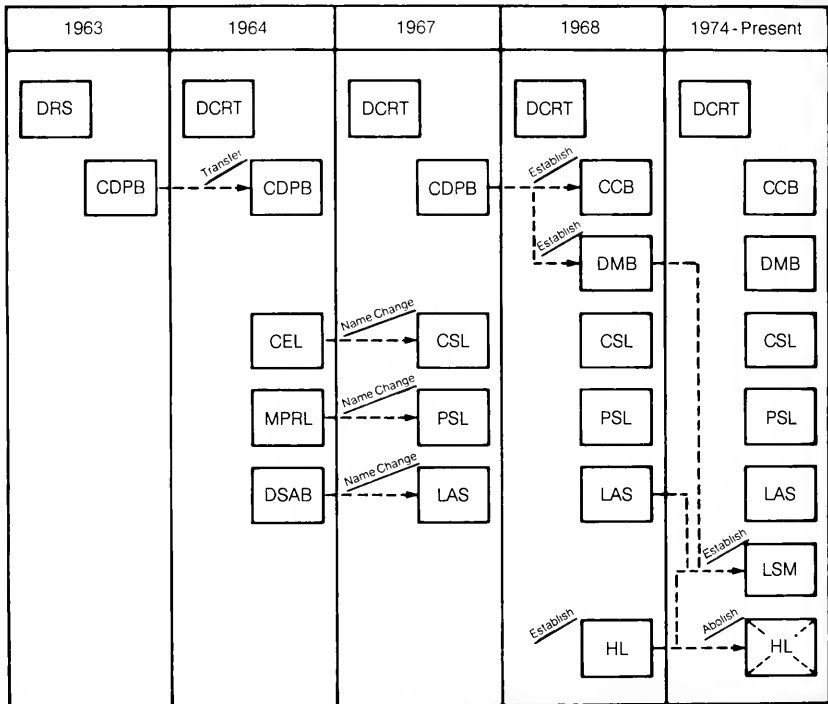 1963 1964 1967 1968 1974 - Present
DRS DCRT DCRT DCRT DCRT
CDPB Transfer CDPB CDPB Establish CCB CCB
Establish DMB DMB
CEL Name Change CSL CSL CSL
MPRL Name Change PSL PSL PSL
DSAB Name Change LAS LAS LAS
Establish LSM
Establish HL Abolish HL